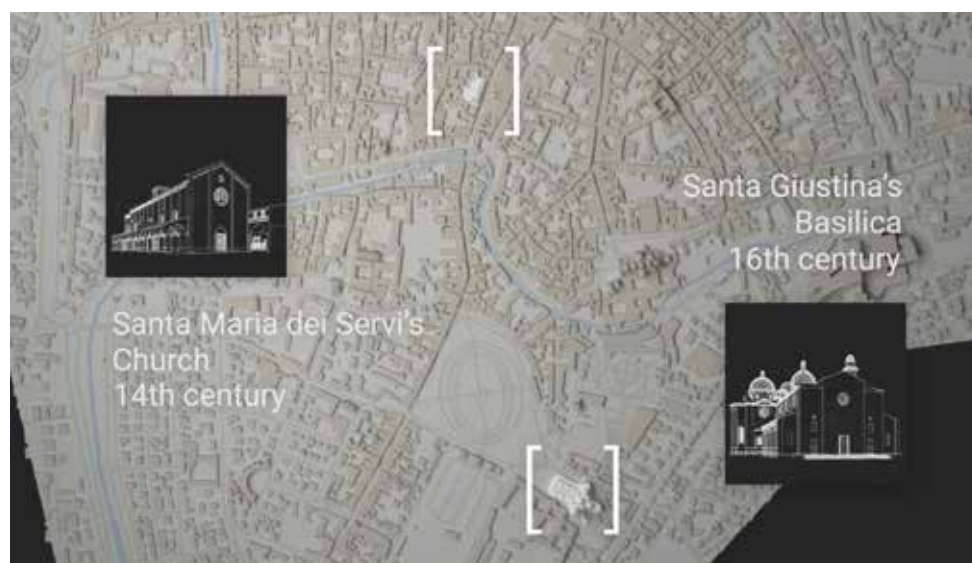 Santa Maria dei Servi's
Church
14th century
Santa Giustina's
Basilica
16th century